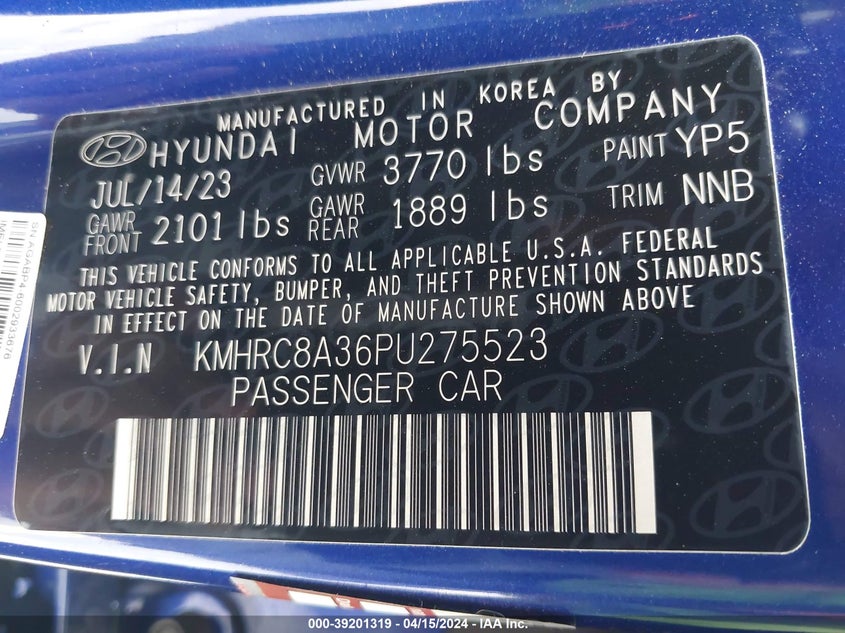 MANUFACTURED IN KOREA BY
HYUNDAI MOTOR COMPANY
JUL/14/23 GVWR 3770 lbs PAINT YP5
GAWR FRONT 2101 lbs GAWR REAR 1889 lbs TRIM NNB
THIS VEHICLE CONFORMS TO ALL APPLICABLE U.S.A. FEDERAL
MOTOR VEHICLE SAFETY, BUMPER, AND THEFT PREVENTION STANDARDS
IN EFFECT ON THE DATE OF MANUFACTURE SHOWN ABOVE
V.I.N KMHRC8A36PU275523
PASSENGER CAR
000-39201319 - 04/15/2024 - IAA Inc.